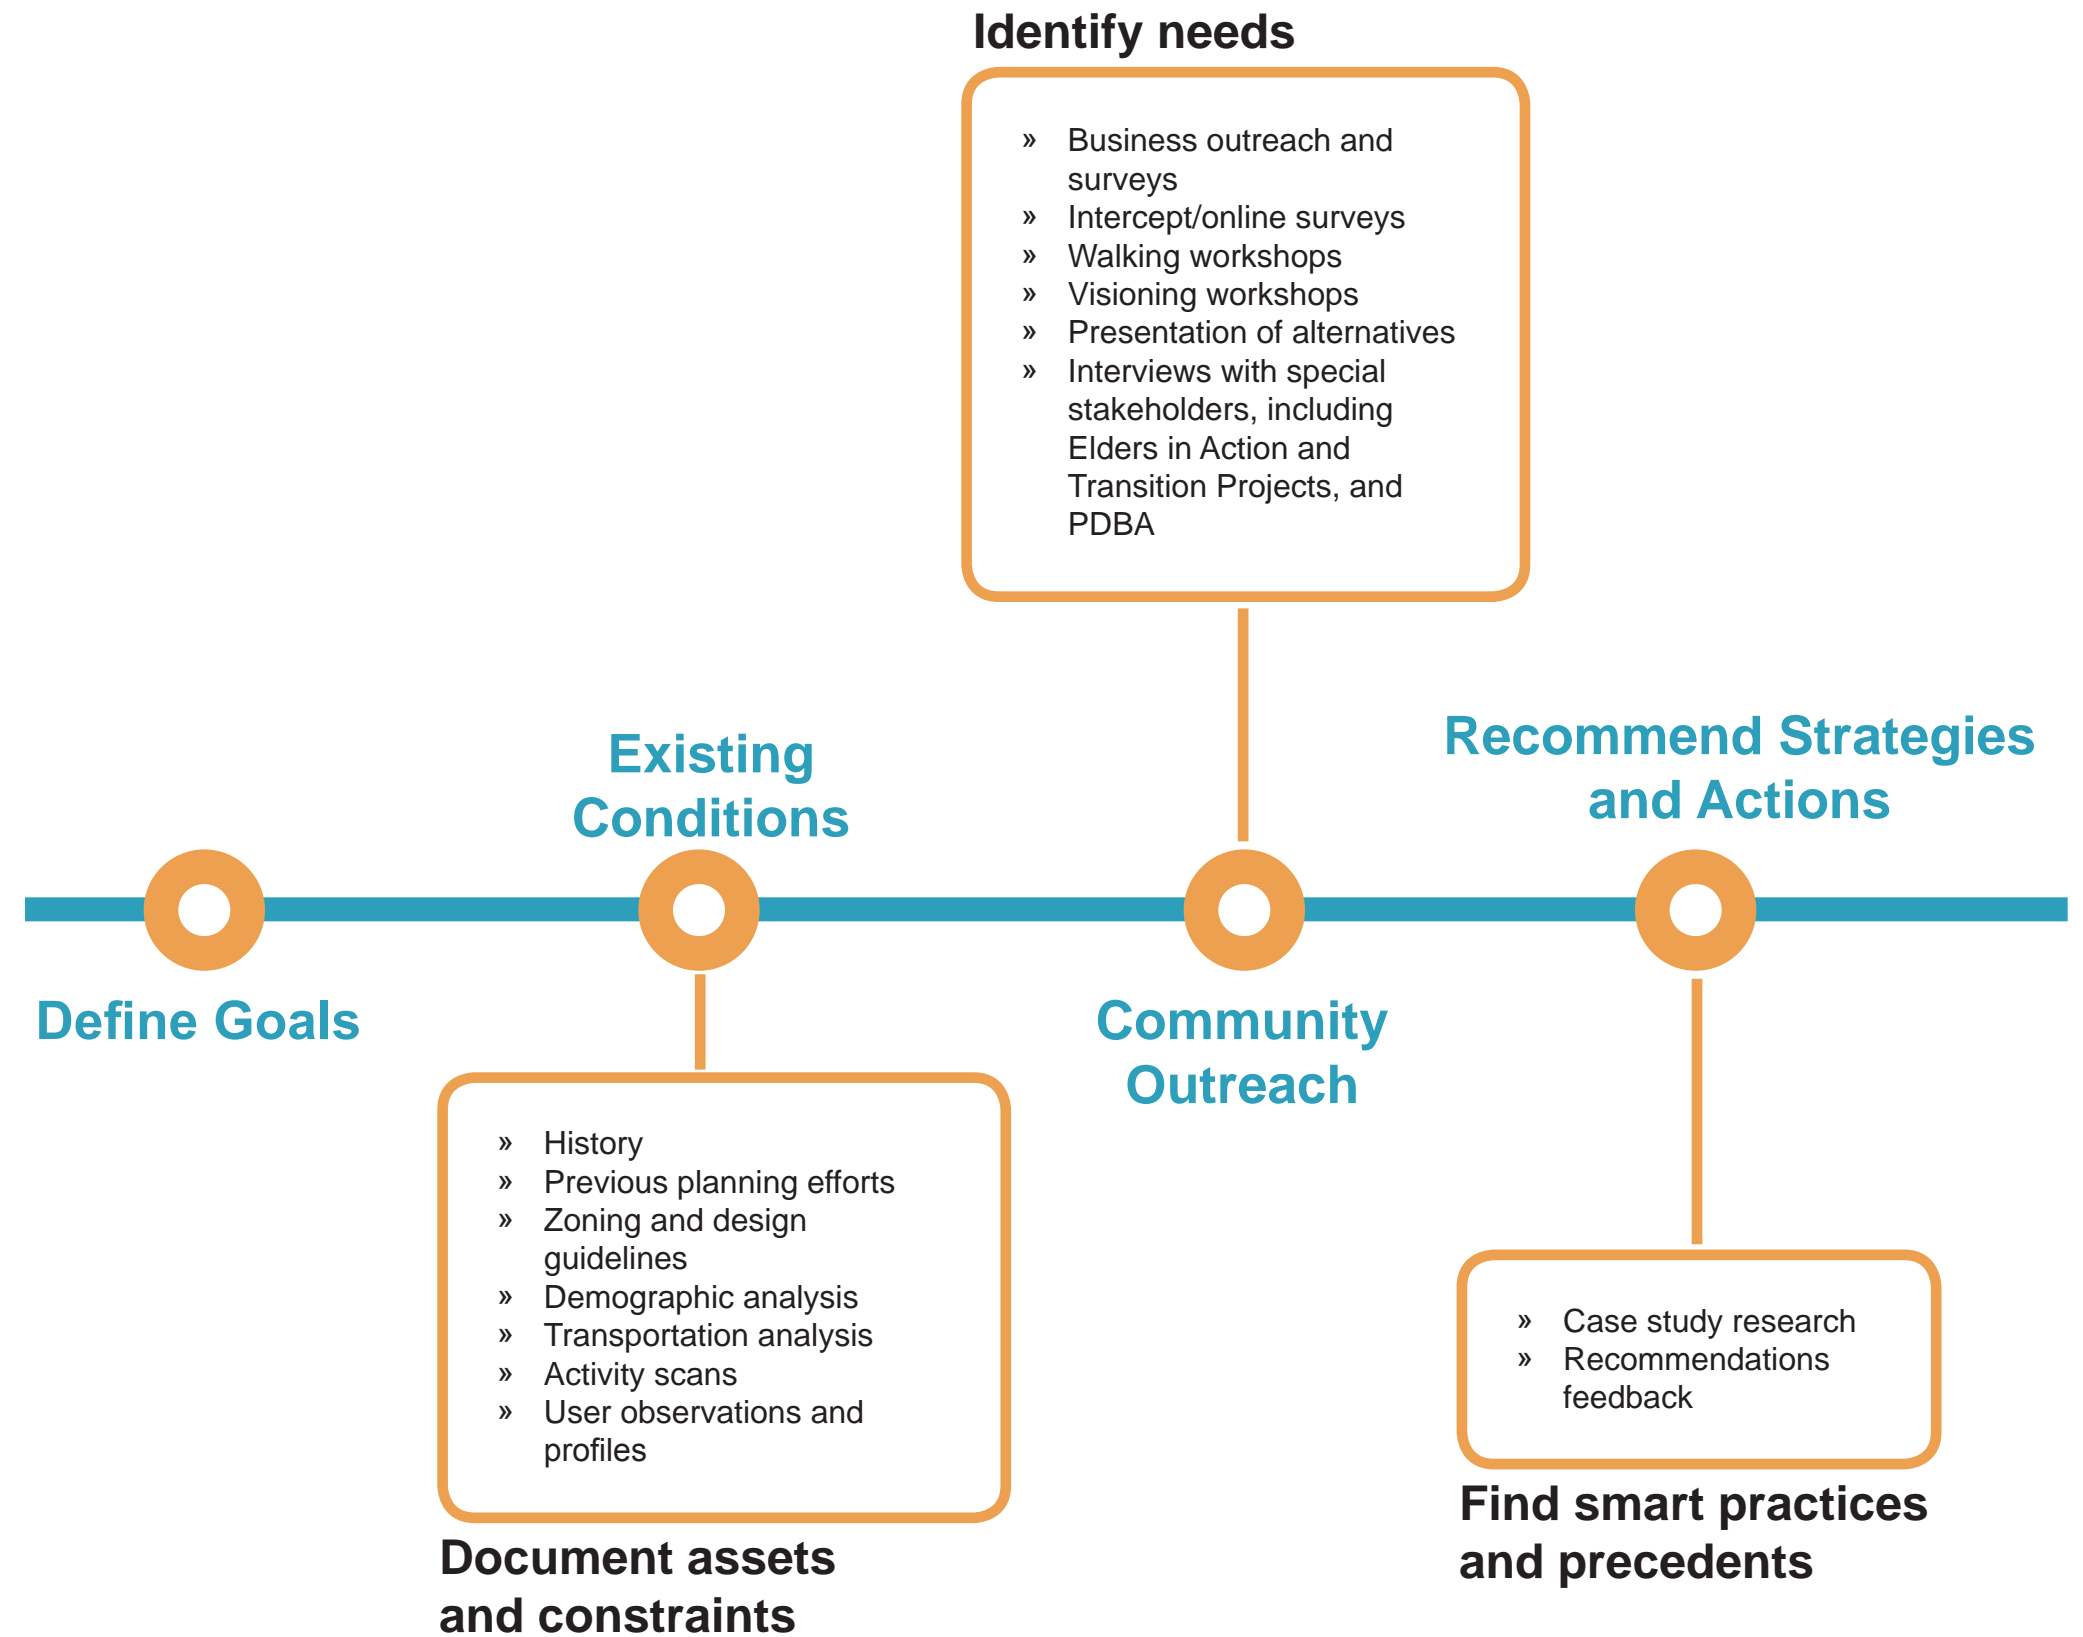 Identify needs
» Business outreach and
surveys
» Intercept/online surveys
» Walking workshops
» Visioning workshops
» Presentation of alternatives
» Interviews with special
stakeholders, including
Elders in Action and
Transition Projects, and
PDBA
Existing
Conditions
Recommend Strategies
and Actions
Define Goals
Community
Outreach
» History
» Previous planning efforts
» Zoning and design
guidelines
» Demographic analysis
» Transportation analysis
» Activity scans
» User observations and
profiles
Document assets
and constraints
» Case study research
» Recommendations
feedback
Find smart practices
and precedents